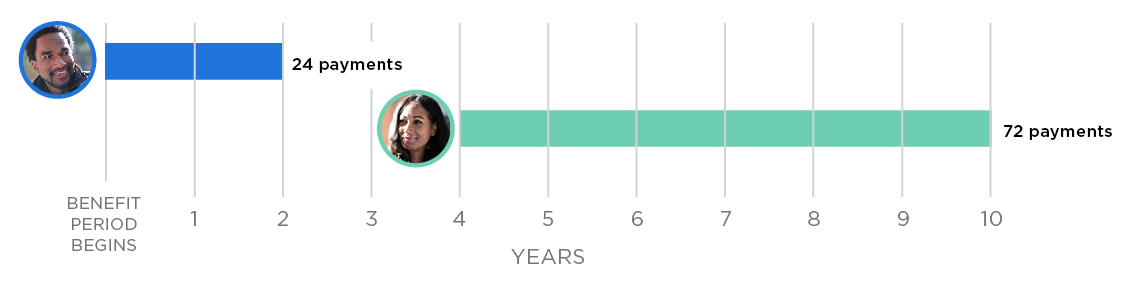 24 payments
72 payments
BENEFIT
PERIOD
BEGINS
1 2 3 4 5 6 7 8 9 10
YEARS